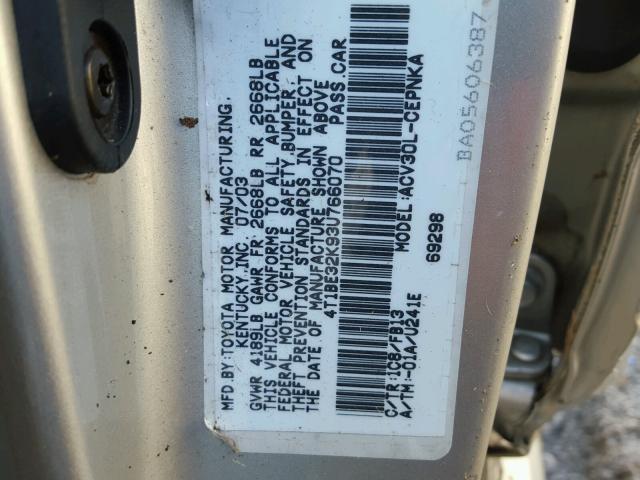 MFD BY:TOYOTA MOTOR MANUFACTURING,
KENTUCKY, INC. 07/03
GVWR 4189LB GAWR FR 2668LB RR 2668LB
THIS VEHICLE CONFORMS TO ALL APPLICABLE
FEDERAL MOTOR VEHICLE SAFETY,BUMPER, AND
THEFT PREVENTION STANDARDS IN EFFECT ON
THE DATE OF MANUFACTURE SHOWN ABOVE
4T1BE32K93U766070 PASS.CAR
MODEL:ACV30L-CEPNKA
69298
C/TR:1C8/FB13
A/TM:-01A/U241E
BA05606387